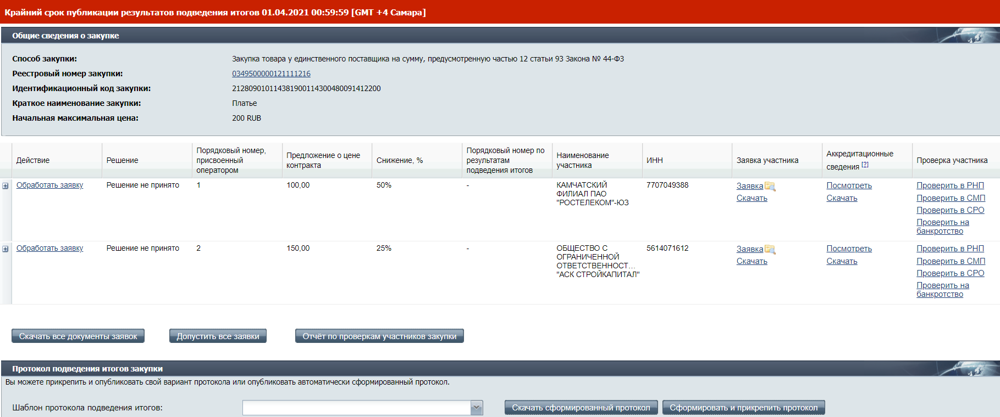 Крайний срок публикации результатов подведения итогов 01.04.2021 00:59:59 [GMT +4 Самара]
Общие сведения о закупке
Способ закупки: Закупка товара у единственного поставщика на сумму, предусмотренную частью 12 статьи 93 Закона № 44-ФЗ
Реестровый номер закупки: 0349500000121111216
Идентификационный код закупки: 212809010114381900114300480091412200
Краткое наименование закупки: Платье
Начальная максимальная цена: 200 RUB
Действие
Решение
Порядковый номер,
присвоенный
оператором
Предложение о цене
контракта
Снижение, %
Порядковый номер по
результатам
подведения итогов
Наименование
участника
ИНН
Заявка участника
Аккредитационные
сведения [?]
Проверка участника
Обработать заявку
Решение не принято
1
100,00
50%
-
КАМЧАТСКИЙ
ФИЛИАЛ ПАО
"РОСТЕЛЕКОМ"-ЮЗ
7707049388
Заявка
Скачать
Посмотреть
Скачать
Проверить в РНП
Проверить в СМП
Проверить в СРО
Проверить на
банкротство
Обработать заявку
Решение не принято
2
150,00
25%
-
ОБЩЕСТВО С
ОГРАНИЧЕННОЙ
ОТВЕТСТВЕННОСТ...
"АСК СТРОЙКАПИТАЛ"
5614071612
Заявка
Скачать
Посмотреть
Скачать
Проверить в РНП
Проверить в СМП
Проверить в СРО
Проверить на
банкротство
Скачать все документы заявок
Допустить все заявки
Отчёт по проверкам участников закупки
Протокол подведения итогов закупки
Вы можете прикрепить и опубликовать свой вариант протокола или опубликовать автоматически сформированный протокол.
Шаблон протокола подведения итогов:
Скачать сформированный протокол
Сформировать и прикрепить протокол